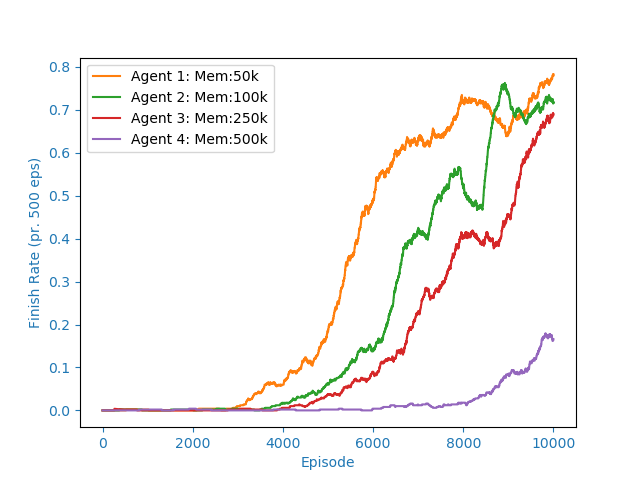 Agent 1: Mem:50k
Agent 2: Mem:100k
Agent 3: Mem:250k
Agent 4: Mem:500k
0.8
0.7
0.6
0.5
0.4
0.3
0.2
0.1
0.0
Finish Rate (pr. 500 eps)
0 2000 4000 6000 8000 10000
Episode